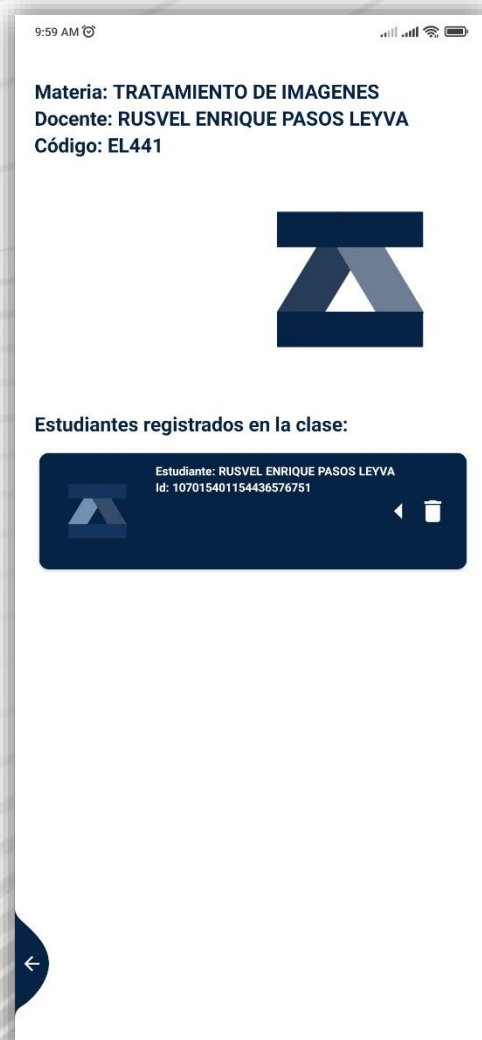 9:59 AM
Materia: TRATAMIENTO DE IMAGENES
Docente: RUSVEL ENRIQUE PASOS LEYVA
Código: EL441
Estudiantes registrados en la clase:
Estudiante: RUSVEL ENRIQUE PASOS LEYVA
Id: 107015401154436576751